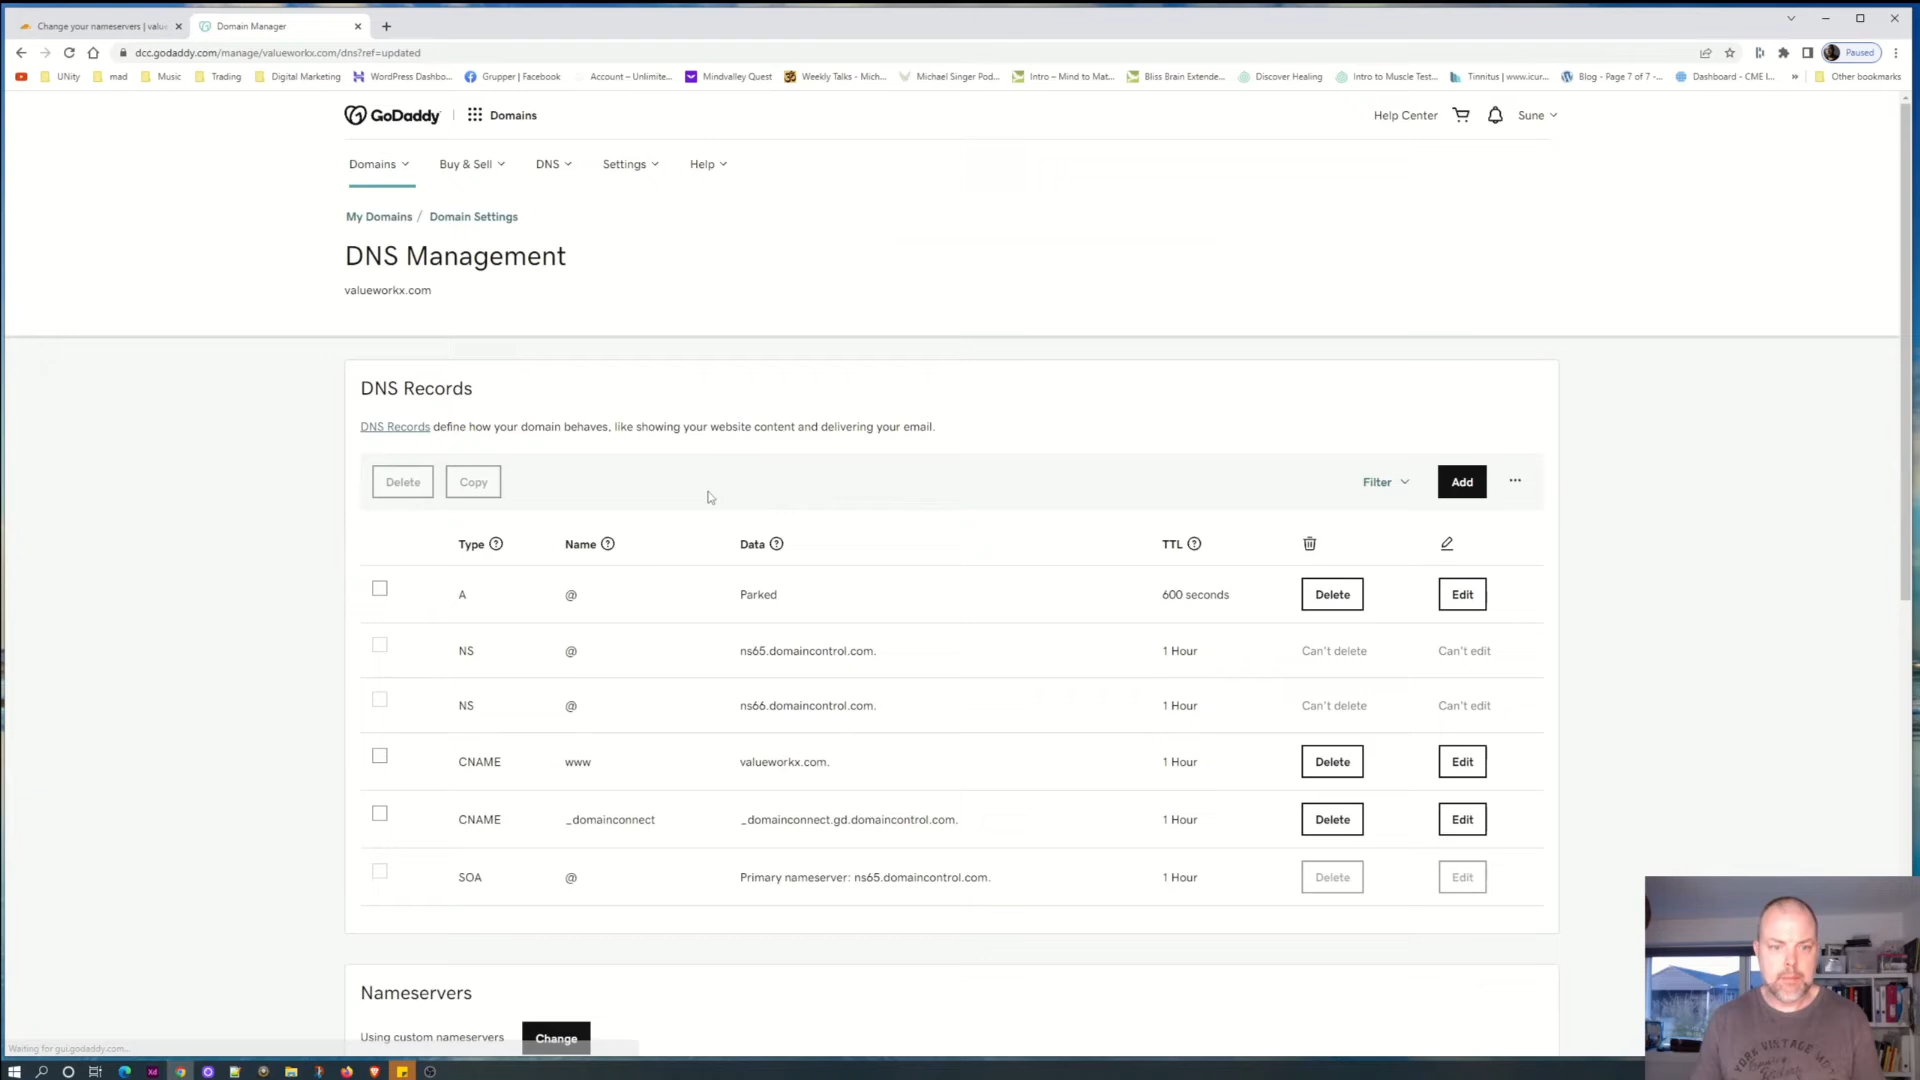 Change your nameservers | value
Domain Manager
dcc.godaddy.com/manage/valueworkx.com/dns?ref=updated
Paused
UNity
mad
Music
Trading
Digital Marketing
WordPress Dashbo...
Grupper | Facebook
Account – Unlimite...
Mindvalley Quest
Weekly Talks - Mich...
Michael Singer Pod...
Intro – Mind to Mat...
Bliss Brain Extende...
Discover Healing
Intro to Muscle Test...
Tinnitus | www.icur...
Blog - Page 7 of 7 -...
Dashboard - CME I...
»
Other bookmarks
GoDaddy
Domains
Help Center
Sune
Domains
Buy & Sell
DNS
Settings
Help
My Domains / Domain Settings
DNS Management
valueworkx.com
DNS Records
DNS Records define how your domain behaves, like showing your website content and delivering your email.
Delete
Copy
Filter
Add
...
Type ? Name ? Data ? TTL ?
A @ Parked 600 seconds Delete Edit
NS @ ns65.domaincontrol.com. 1 Hour Can't delete Can't edit
NS @ ns66.domaincontrol.com. 1 Hour Can't delete Can't edit
CNAME www valueworkx.com. 1 Hour Delete Edit
CNAME _domainconnect _domainconnect.gd.domaincontrol.com. 1 Hour Delete Edit
SOA @ Primary nameserver: ns65.domaincontrol.com. 1 Hour Delete Edit
Nameservers
Using custom nameservers
Change
Waiting for gui.godaddy.com...
Xd